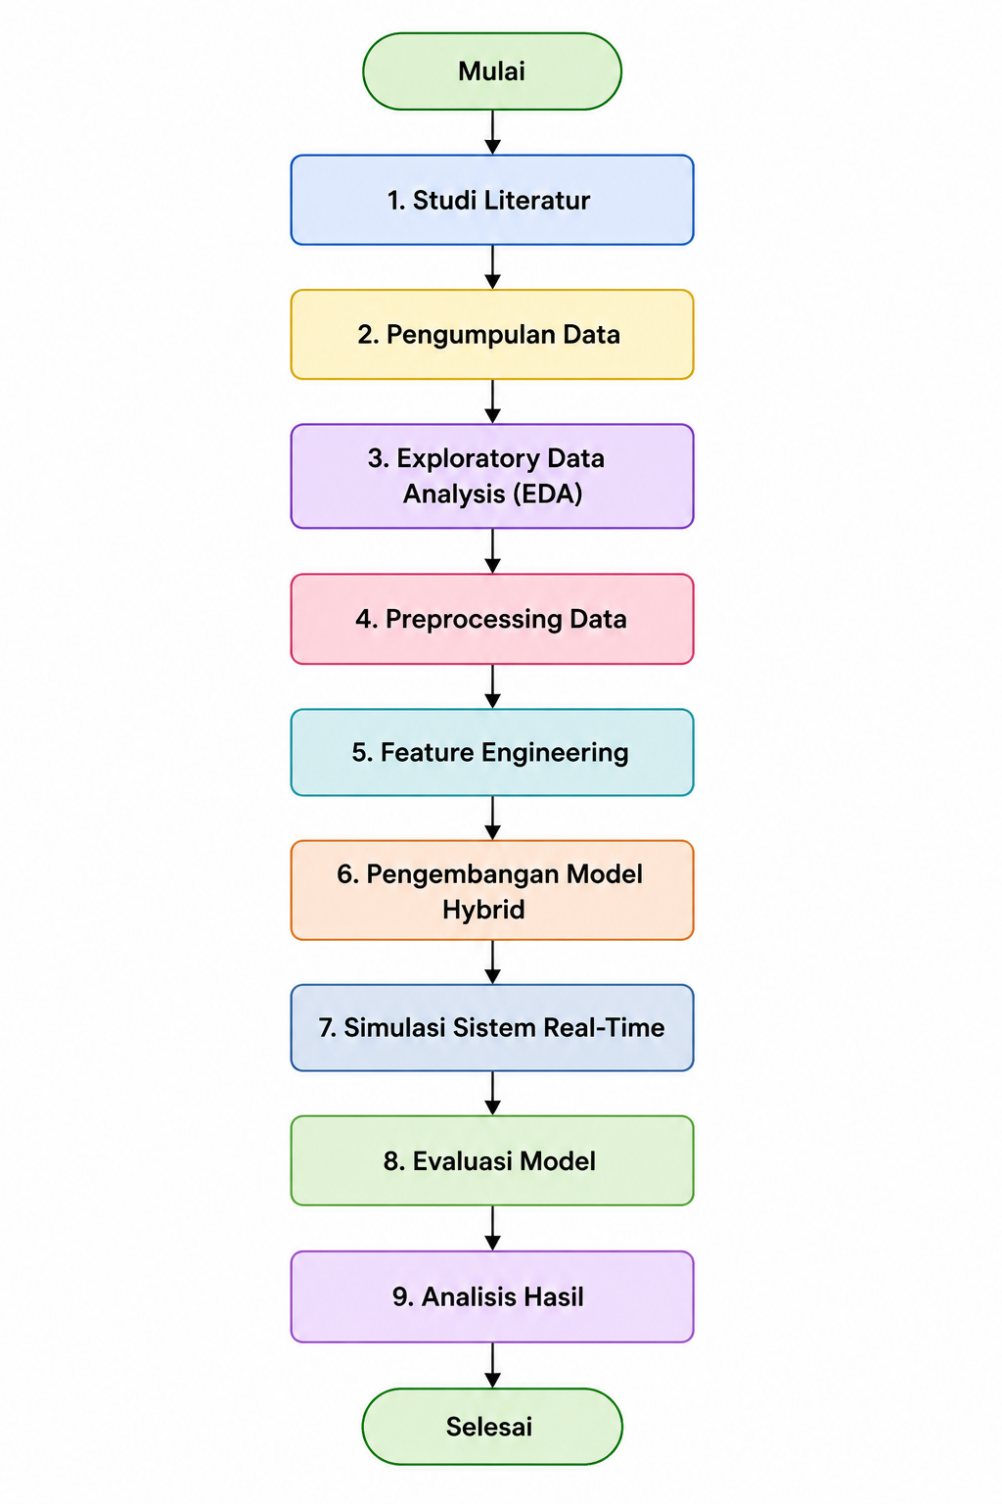 Mulai
1. Studi Literatur
2. Pengumpulan Data
3. Exploratory Data
Analysis (EDA)
4. Preprocessing Data
5. Feature Engineering
6. Pengembangan Model
Hybrid
7. Simulasi Sistem Real-Time
8. Evaluasi Model
9. Analisis Hasil
Selesai